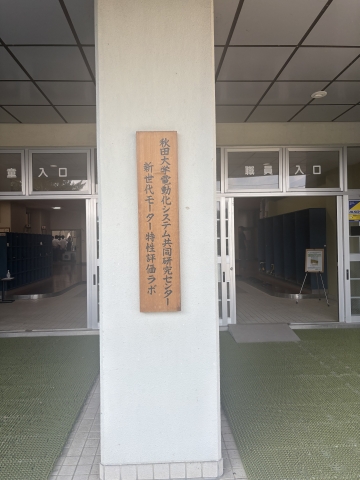 秋田大学電動化システム共同研究センター
新世代モーター特性評価ラボ
童入口
職員入口